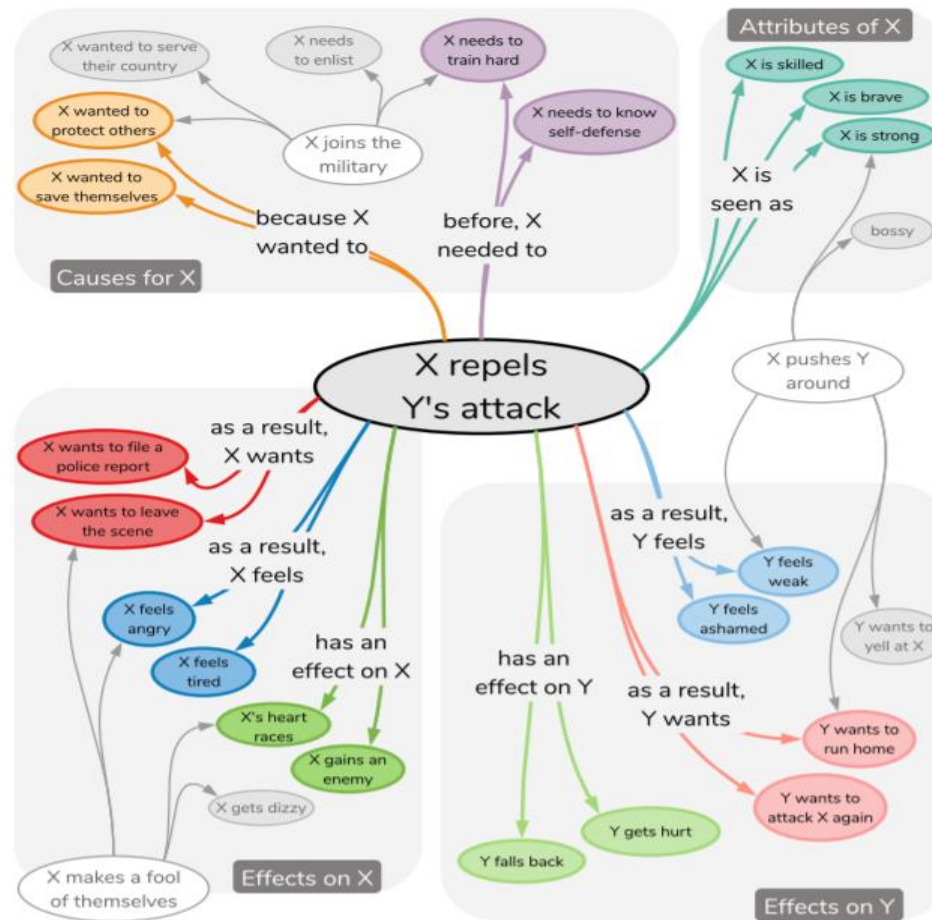 Attributes of X
X wanted to serve
their country
X needs
to enlist
X needs to
train hard
X is skilled
X is brave
X is strong
X wanted to
protect others
X needs to know
self-defense
X joins the
military
X wanted to
save themselves
X is
seen as
because X
wanted to
before, X
needed to
bossy
Causes for X
X repels
Y's attack
X pushes Y
around
as a result,
X wants
X wants to file a
police report
X wants to leave
the scene
as a result,
X feels
as a result,
Y feels
Y feels
weak
X feels
angry
Y feels
ashamed
X feels
tired
has an
effect on X
has an
effect on Y
Y wants to
yell at X
as a result,
Y wants
X's heart
races
Y wants to
run home
X gains an
enemy
X gets dizzy
Y wants to
attack X again
Y gets hurt
Y falls back
X makes a fool
of themselves
Effects on X
Effects on Y